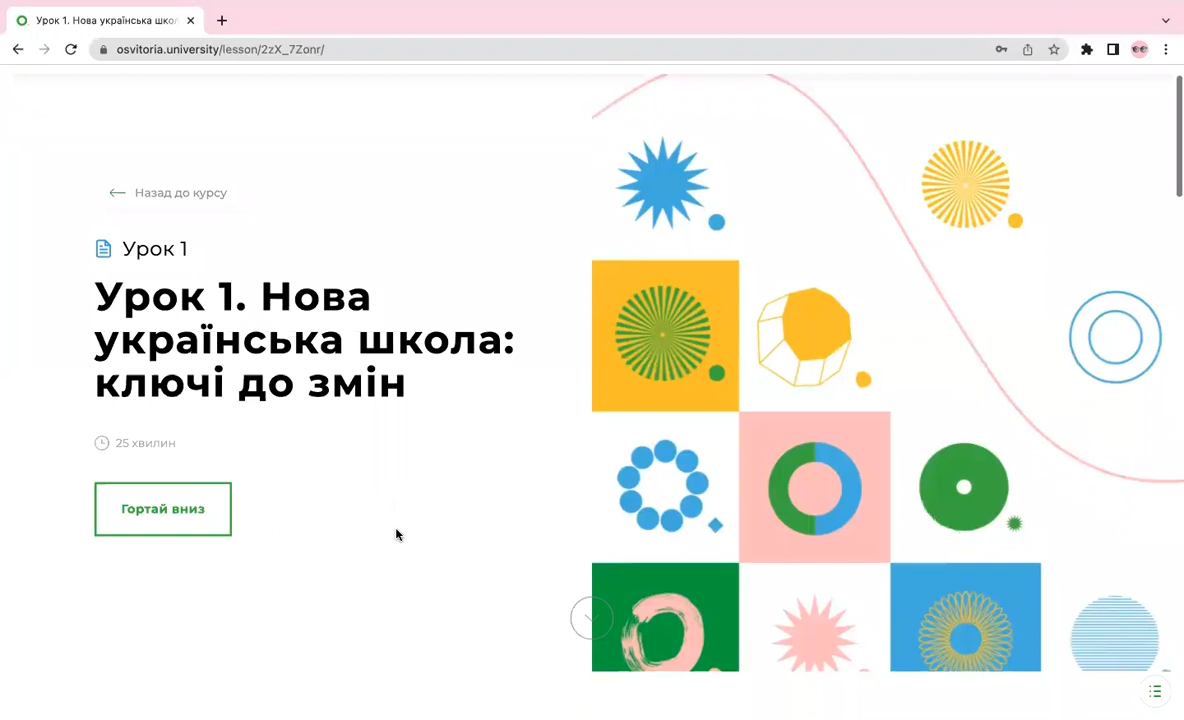 Урок 1. Нова українська шко
osvitoria.university/lesson/2zX_7Zonr/
Назад до курсу
Урок 1
Урок 1. Нова
українська школа:
ключі до змін
25 хвилин
Гортай вниз